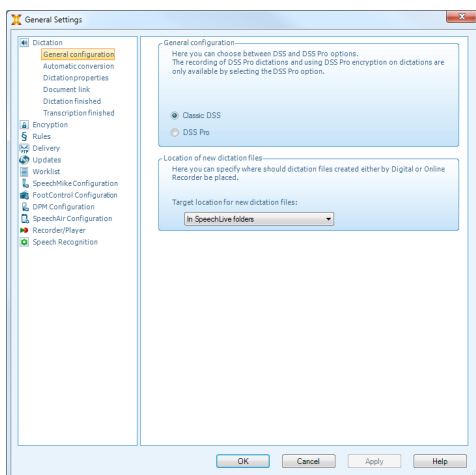 General Settings
Dictation
General configuration
Automatic conversion
Dictation properties
Document link
Dictation finished
Transcription finished
Encryption
Rules
Delivery
Updates
Worklist
SpeechMike Configuration
FootControl Configuration
DPM Configuration
SpeechAir Configuration
Recorder/Player
Speech Recognition
General configuration
Here you can choose between DSS and DSS Pro options.
The recording of DSS Pro dictations and using DSS Pro encryption on dictations are
only available by selecting the DSS Pro option.
Classic DSS
DSS Pro
Location of new dictation files
Here you can specify where should dictation files created either by Digital or Online
Recorder be placed.
Target location for new dictation files:
In SpeechLive folders
OK Cancel Apply Help